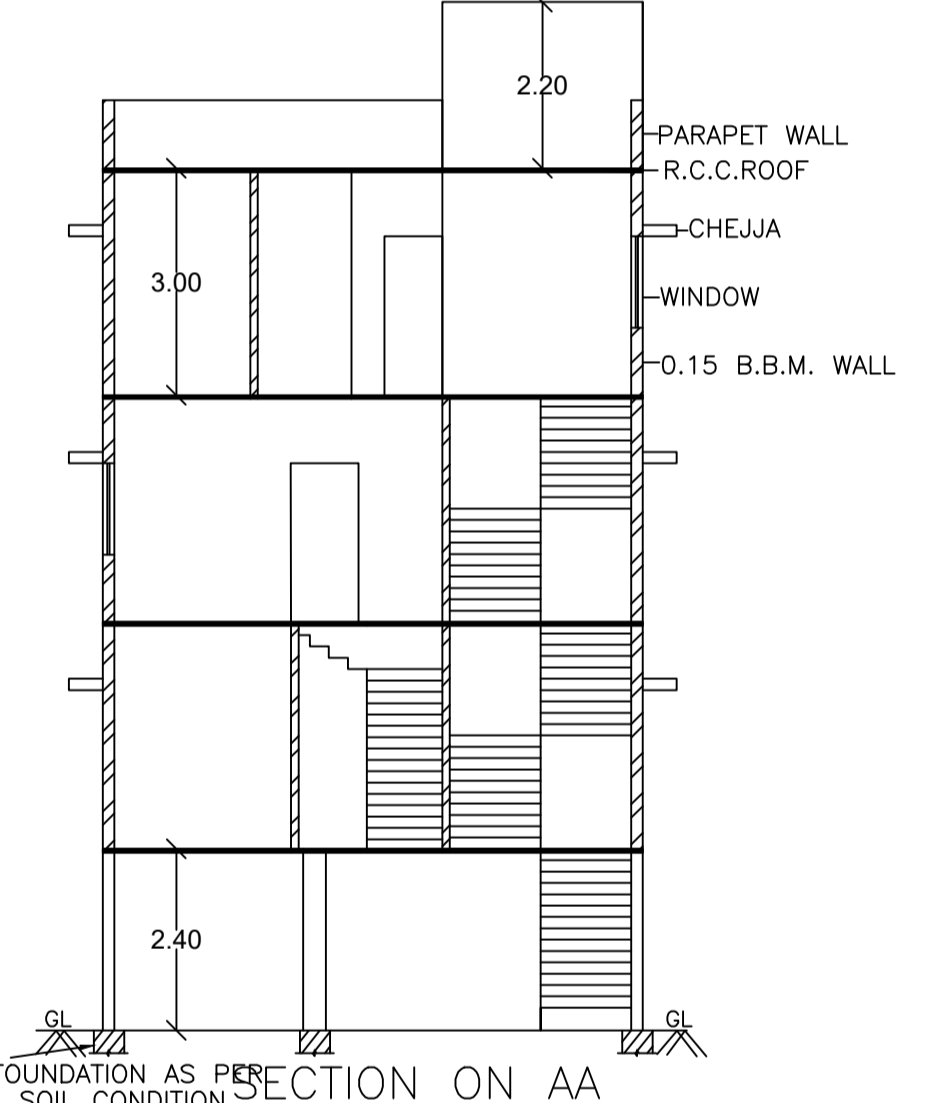 2.20
PARAPET WALL
R.C.C.ROOF
CHEJJA
3.00
WINDOW
0.15 B.B.M. WALL
2.40
GL
GL
FOUNDATION AS PER
SOIL CONDITION
SECTION ON AA